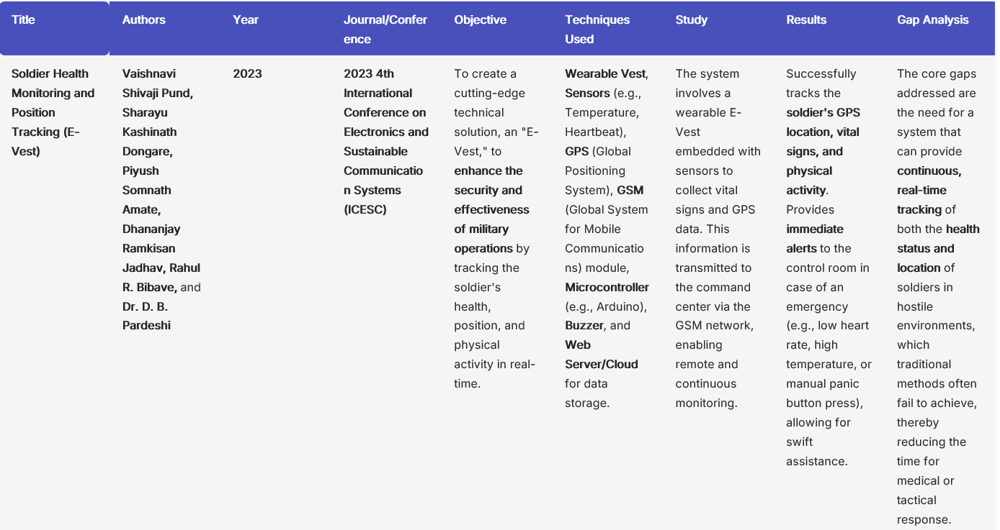 Title
Authors
Year
Journal/Confer
ence
Objective
Techniques
Used
Study
Results
Gap Analysis
Soldier Health
Monitoring and
Position
Tracking (E-
Vest)
Vaishnavi
Shivaji Pund,
Sharayu
Kashinath
Dongare,
Piyush
Somnath
Amate,
Dhananjay
Ramkisan
Jadhav, Rahul
R. Bibave, and
Dr. D. B.
Pardeshi
2023
2023 4th
International
Conference on
Electronics and
Sustainable
Communicatio
n Systems
(ICESC)
To create a
cutting-edge
technical
solution, an "E-
Vest," to
enhance the
security and
effectiveness
of military
operations by
tracking the
soldier's
health,
position, and
physical
activity in real-
time.
Wearable Vest,
Sensors (e.g.,
Temperature,
Heartbeat),
GPS (Global
Positioning
System), GSM
(Global System
for Mobile
Communicatio
ns) module,
Microcontroller
(e.g., Arduino),
Buzzer, and
Web
Server/Cloud
for data
storage.
The system
involves a
wearable E-
Vest
embedded with
sensors to
collect vital
signs and GPS
data. This
information is
transmitted to
the command
center via the
GSM network,
enabling
remote and
continuous
monitoring.
Successfully
tracks the
soldier's GPS
location, vital
signs, and
physical
activity.
Provides
immediate
alerts to the
control room in
case of an
emergency
(e.g., low heart
rate, high
temperature, or
manual panic
button press),
allowing for
swift
assistance.
The core gaps
addressed are
the need for a
system that
can provide
continuous,
real-time
tracking of
both the health
status and
location of
soldiers in
hostile
environments,
which
traditional
methods often
fail to achieve,
thereby
reducing the
time for
medical or
tactical
response.